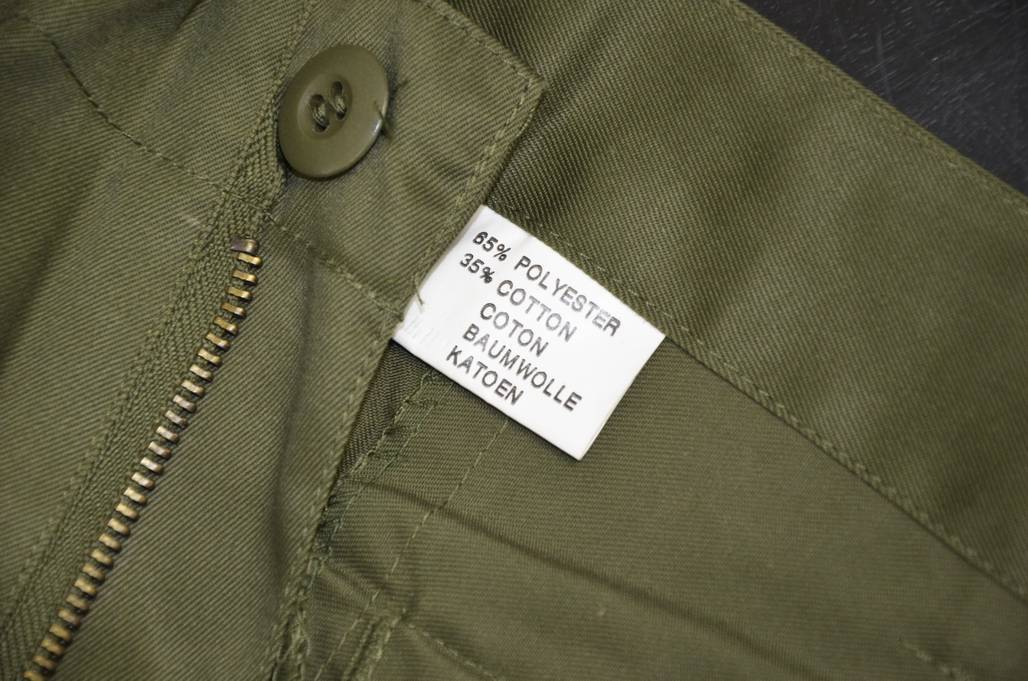 65% POLYESTER
35% COTTON
COTON
BAUMWOLLE
KATOEN